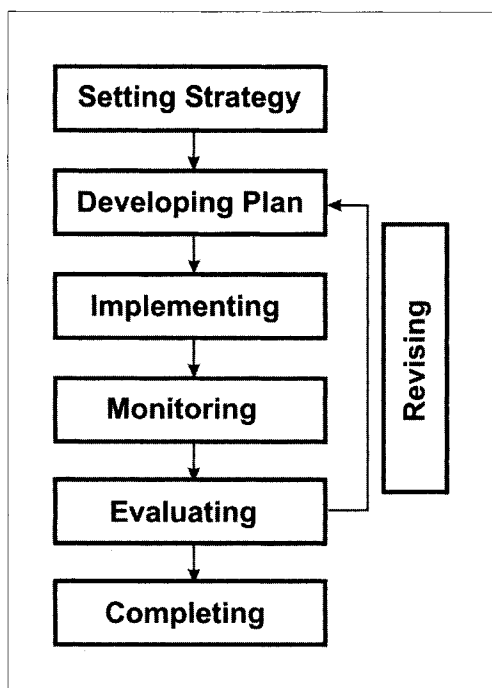 Setting Strategy
Developing Plan
Implementing
Monitoring
Evaluating
Completing
Revising